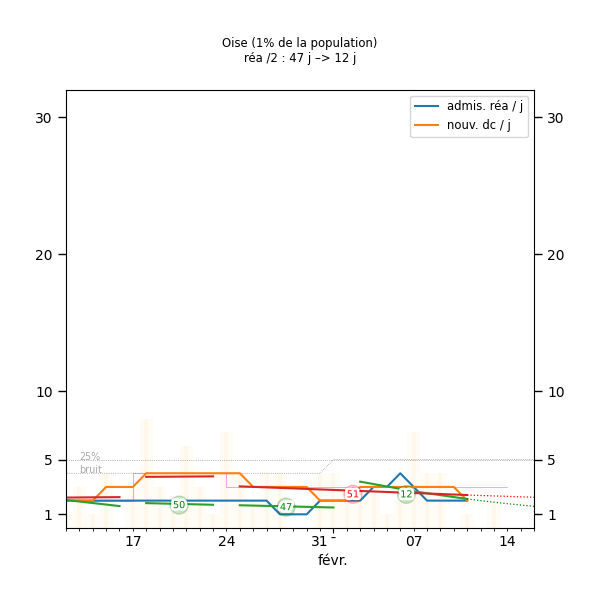 Oise (1% de la population)
réa /2 : 47 j –> 12 j
admis. réa / j
nouv. dc / j
30 30
20 20
10 10
5 5
1 1
25%
bruit
50 47 51 12
17 24 31 07 14
févr.